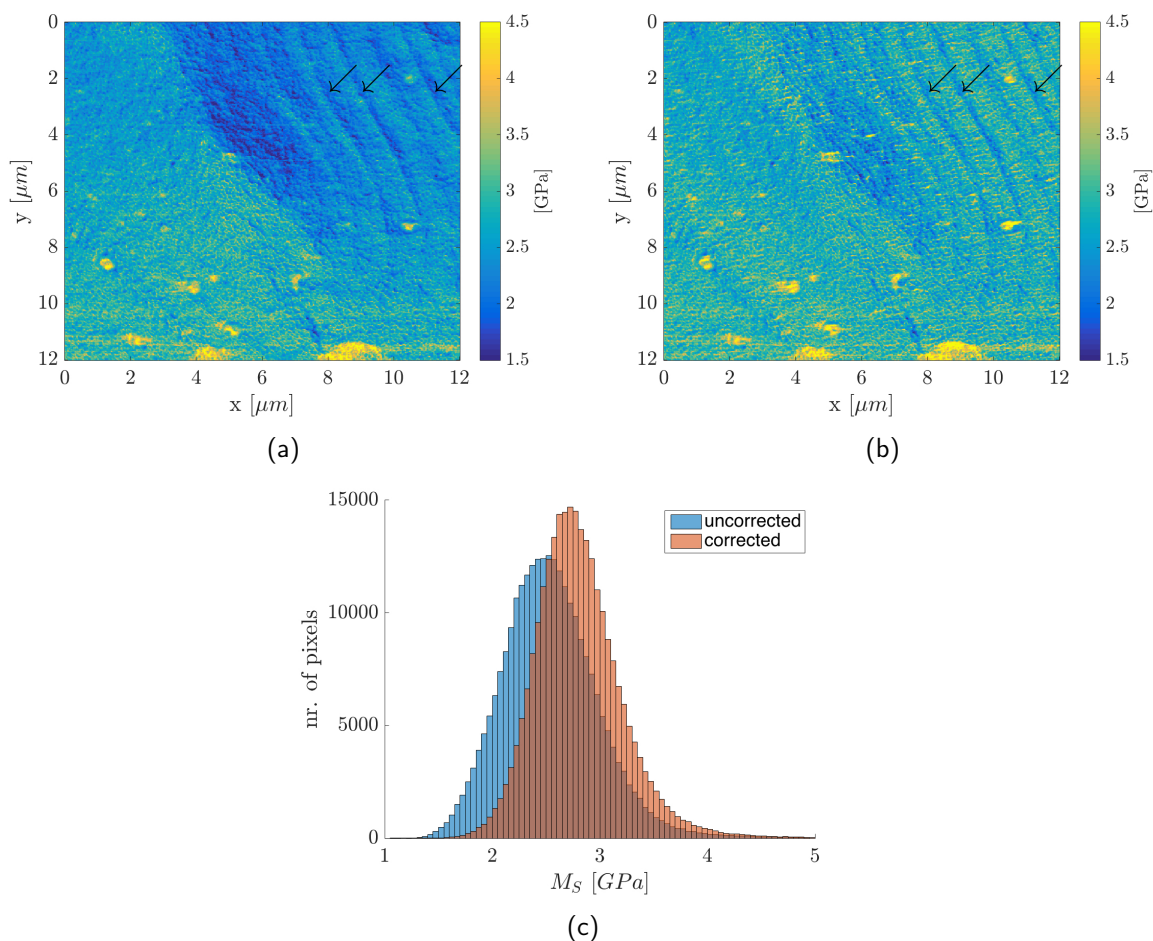 0
2
4
6
8
10
12
y [μm]
0 2 4 6 8 10 12
x [μm]
4.5
4
3.5
3
2.5
2
1.5
[GPa]
(a)
0
2
4
6
8
10
12
y [μm]
0 2 4 6 8 10 12
x [μm]
4.5
4
3.5
3
2.5
2
1.5
[GPa]
(b)
15000
10000
5000
0
nr. of pixels
uncorrected
corrected
1 2 3 4 5
M_S [GPa]
(c)